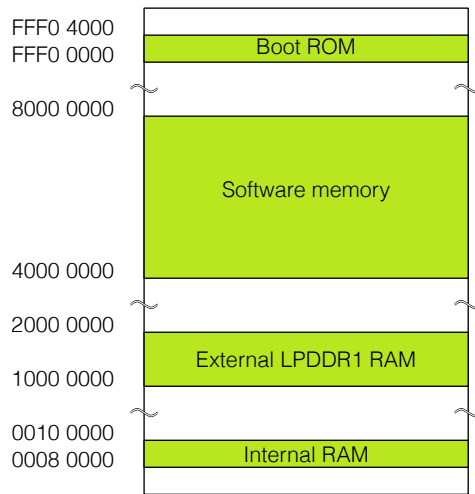 FFF0 4000
Boot ROM
FFF0 0000
8000 0000
Software memory
4000 0000
2000 0000
External LPDDR1 RAM
1000 0000
0010 0000
Internal RAM
0008 0000